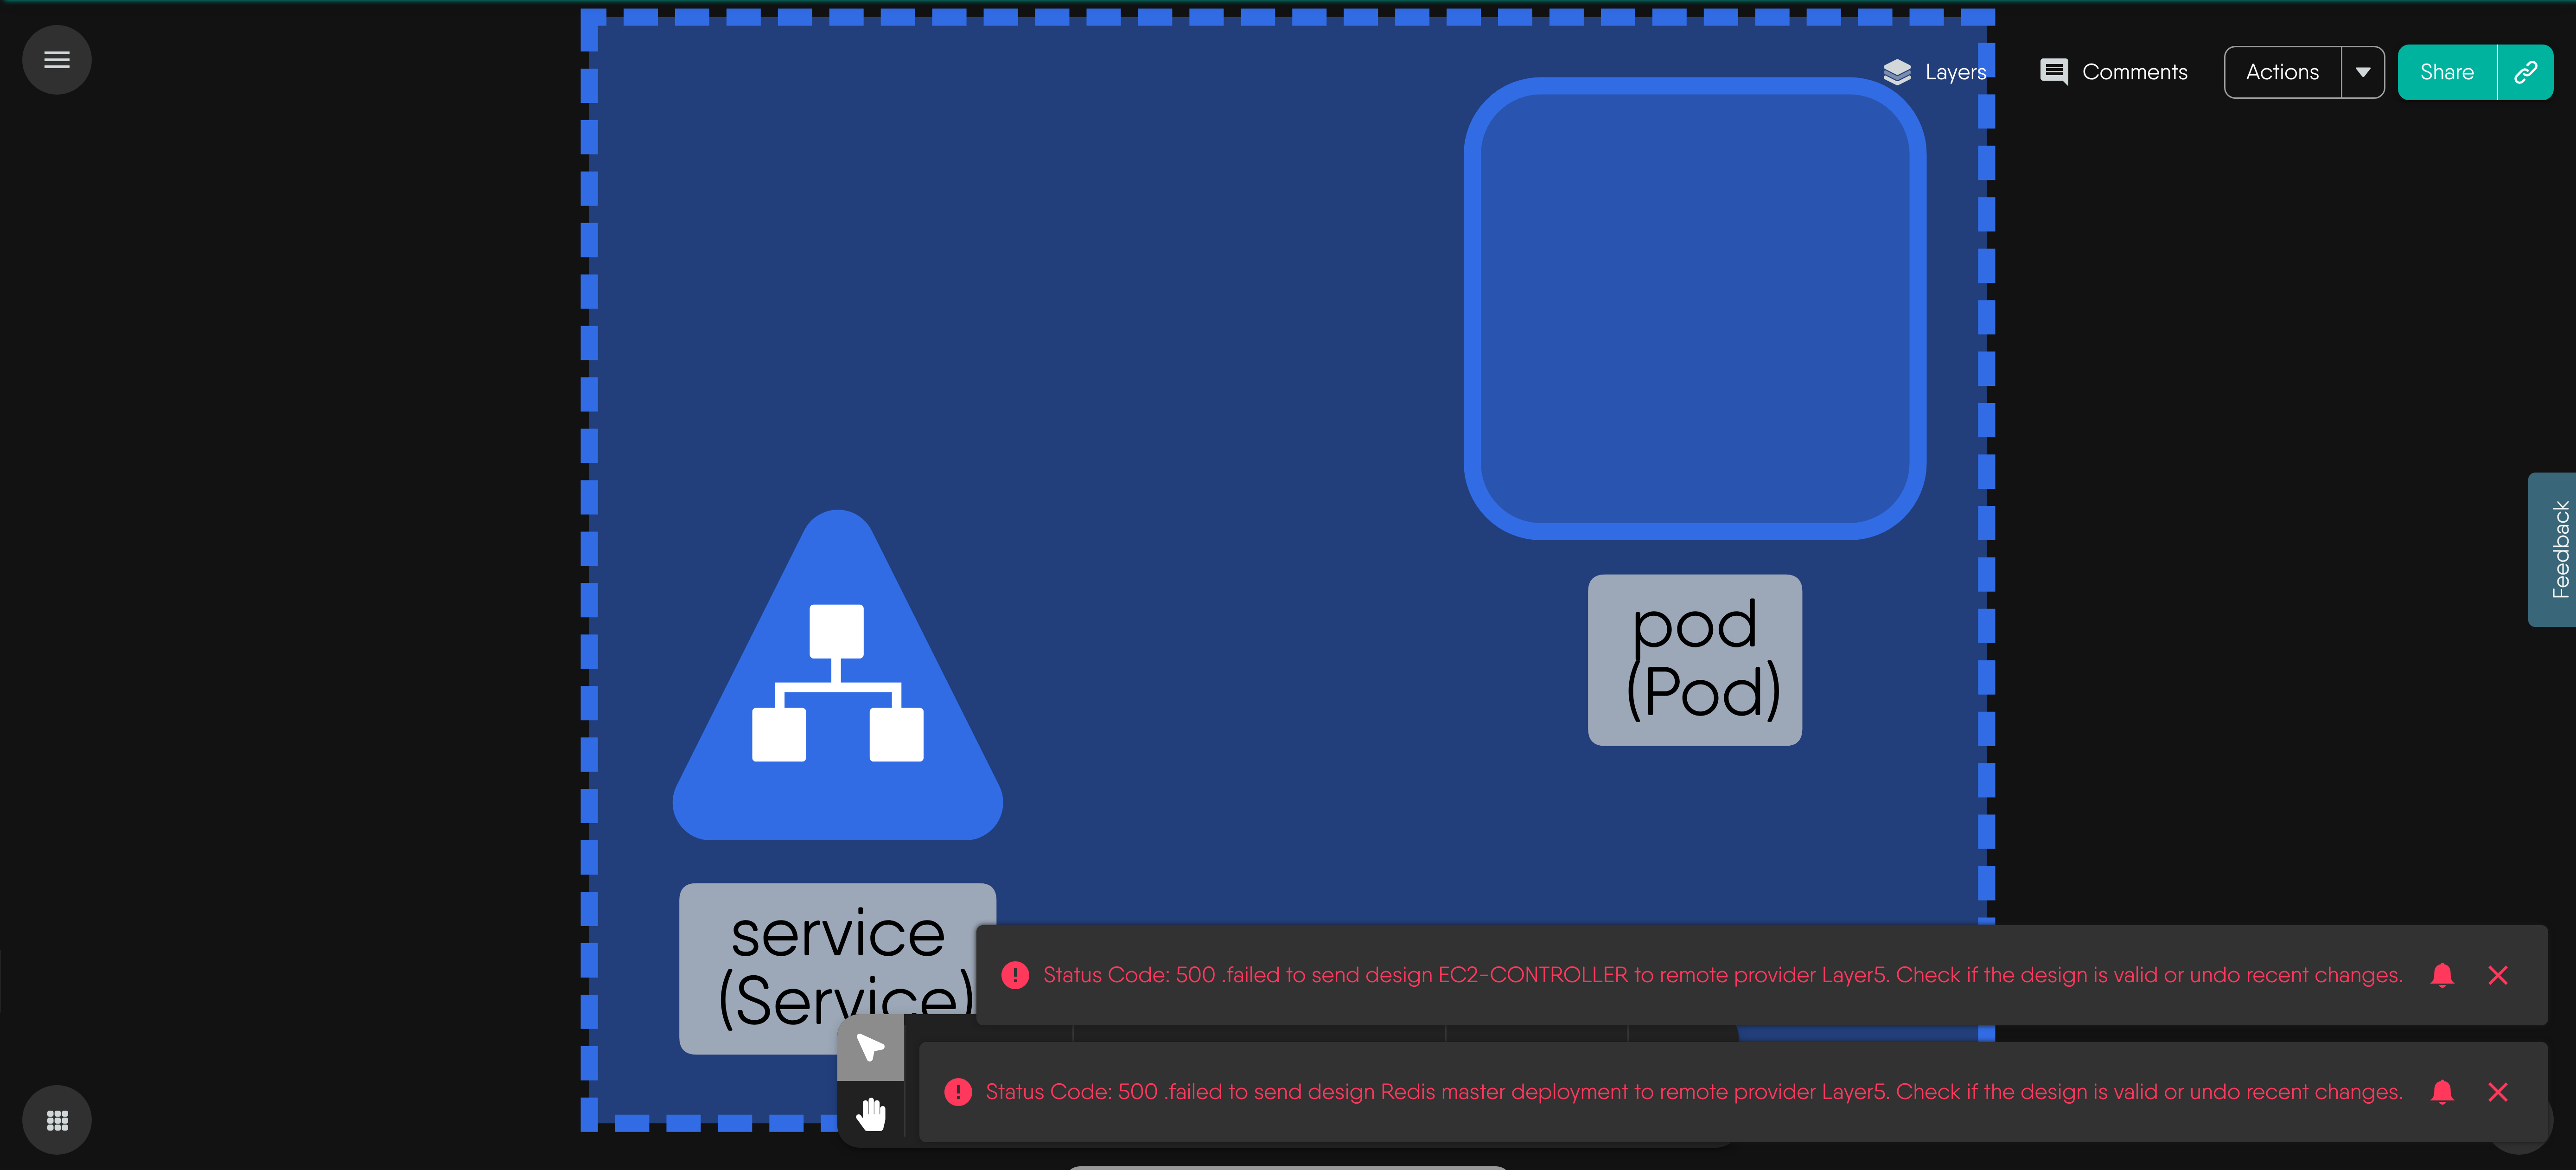 Layers
Comments
Actions
Share
Feedback
pod
(Pod)
service
(Service)
Status Code: 500 .failed to send design EC2-CONTROLLER to remote provider Layer5. Check if the design is valid or undo recent changes.
Status Code: 500 .failed to send design Redis master deployment to remote provider Layer5. Check if the design is valid or undo recent changes.